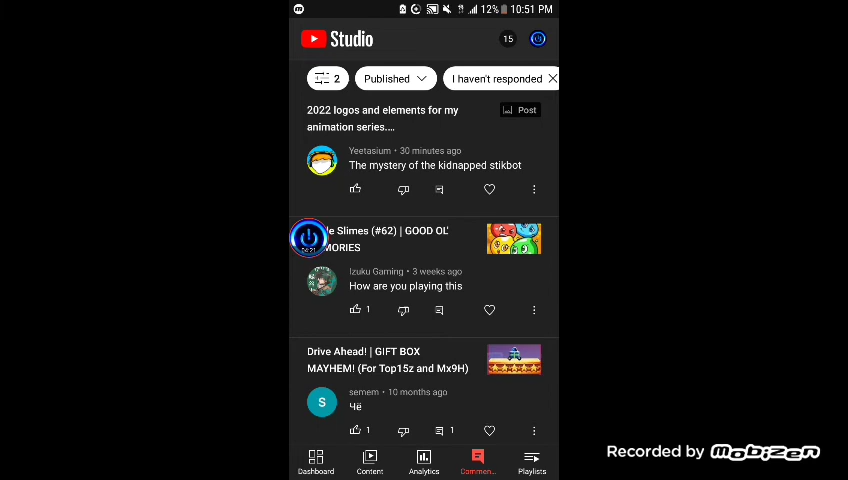 12% 10:51 PM
Studio
15
2
Published
I haven't responded
2022 logos and elements for my
animation series....
Post
Yeetasium • 30 minutes ago
The mystery of the kidnapped stikbot
e Slimes (#62) | GOOD OL'
MORIES
04:21
Izuku Gaming • 3 weeks ago
How are you playing this
1
Drive Ahead! | GIFT BOX
MAYHEM! (For Top15z and Mx9H)
S
semem • 10 months ago
Чё
1
1
Dashboard
Content
Analytics
Commen...
Playlists
Recorded by Mobizen